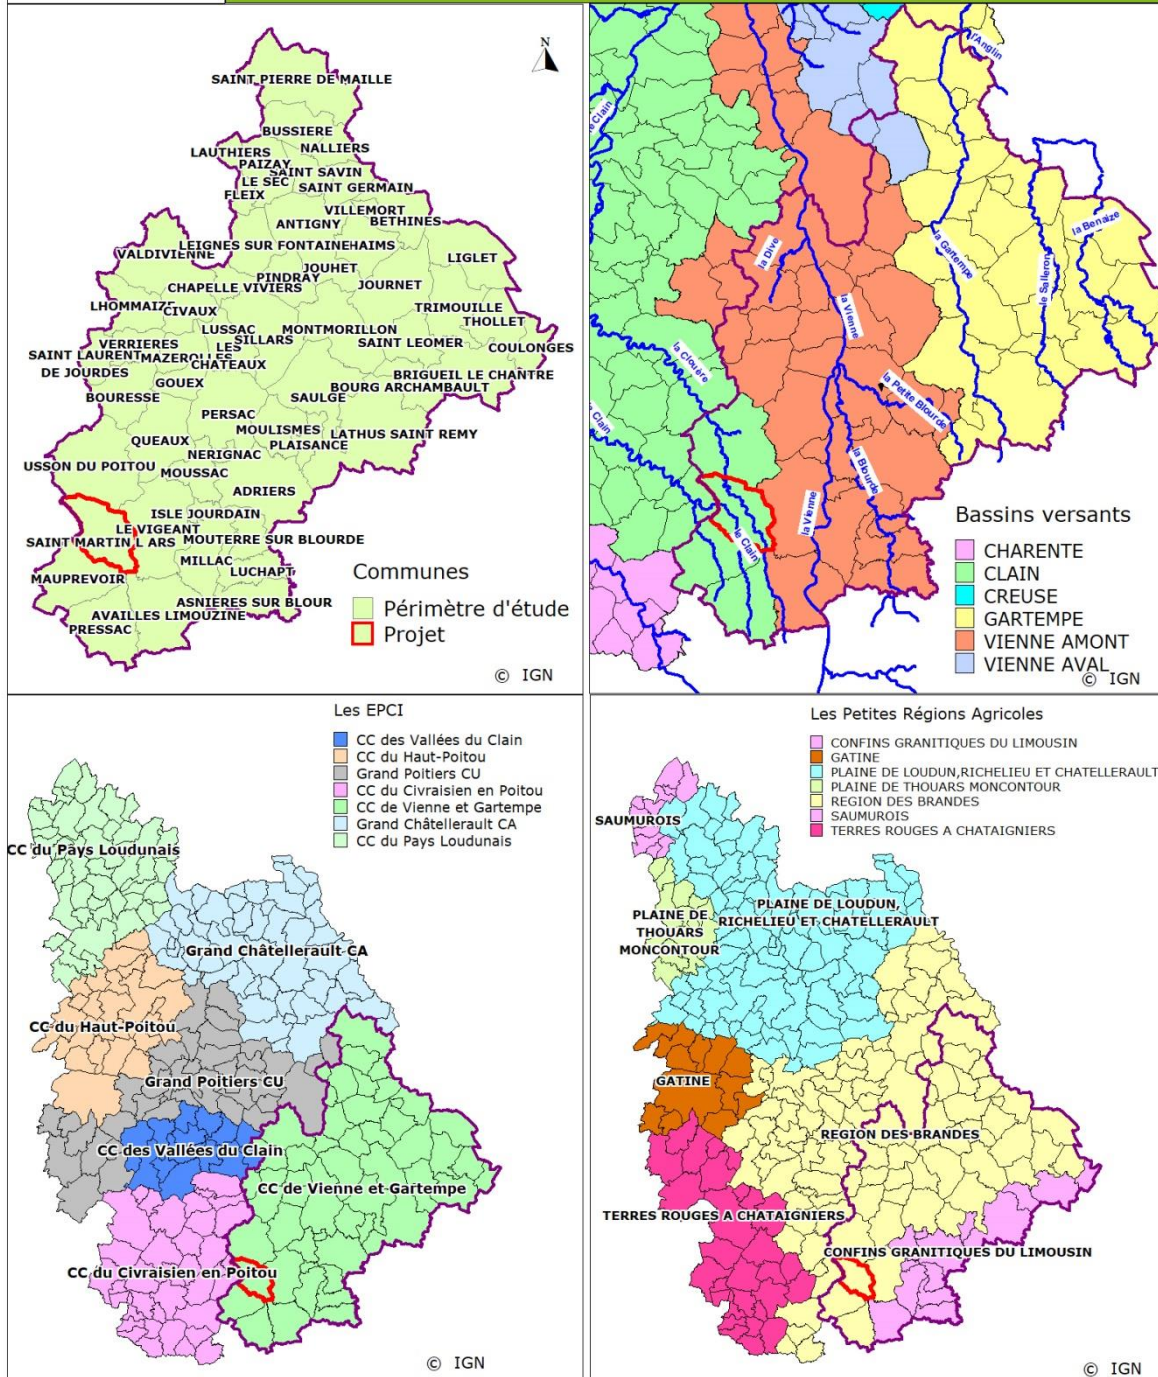 N
SAINT PIERRE DE MAILLE
BUSSIERE
NALLIERS
LAUTHIERS
PAIZAY
LE SEC
SAINT SAVIN
SAINT GERMAIN
FLEIX
VILLEMORT
ANTIGNY
BETHINES
LEIGNES SUR FONTAINE
HAIMS
VALDIVIENNE
LIGLET
JOUHET
PINDRAY
JOURNET
CHAPELLE VIVIERS
LHOMMAIZE
CIVAUX
TRIMOUILLE
THOLLET
LUSSAC
LES
CHATEAUX
SILLARS
MONTMORILLON
SAINT LEOMER
COULONGES
VERRIERES
SAINT LAURENT
DE JOURDES
MAZEROLLES
GOUEX
BRIGUEIL LE CHANTRE
BOURG ARCHAMBAULT
BOURESSE
SAULGE
PERSAC
MOULISMES
LATHUS SAINT REMY
PLAISANCE
QUEAUX
NERIGNAC
USSON DU POITOU
MOUSSAC
ADRIERS
ISLE JOURDAIN
LE VIGEANT
SAINT MARTIN L ARS
MOUTERRE SUR BLOURDE
MILLAC
LUCHAPT
MAUPREVOIR
ASNIERES SUR BLOUR
AVAILLES LIMOUZINE
PRESSAC
Communes
Périmètre d'étude
Projet
© IGN
l'Anglin
le Clain
la Benaize
la Gartempe
le Salleron
la Dive
la Vienne
la Clouère
la Petite Blourde
le Clain
la Blourde
la Vienne
le Clain
Bassins versants
CHARENTE
CLAIN
CREUSE
GARTEMPE
VIENNE AMONT
VIENNE AVAL
© IGN
Les EPCI
CC des Vallées du Clain
CC du Haut-Poitou
Grand Poitiers CU
CC du Civraisien en Poitou
CC de Vienne et Gartempe
Grand Châtellerault CA
CC du Pays Loudunais
CC du Pays Loudunais
Grand Châtellerault CA
CC du Haut-Poitou
Grand Poitiers CU
CC des Vallées du Clain
CC de Vienne et Gartempe
CC du Civraisien en Poitou
© IGN
Les Petites Régions Agricoles
CONFINS GRANITIQUES DU LIMOUSIN
GATINE
PLAINE DE LOUDUN,RICHELIEU ET CHATELLERAULT
PLAINE DE THOUARS MONCONTOUR
REGION DES BRANDES
SAUMUROIS
TERRES ROUGES A CHATAIGNIERS
SAUMUROIS
PLAINE DE LOUDUN,
RICHELIEU ET CHATELLERAULT
PLAINE DE
THOUARS
MONCONTOUR
GATINE
REGION DES BRANDES
TERRES ROUGES A CHATAIGNIERS
CONFINS GRANITIQUES DU LIMOUSIN
© IGN